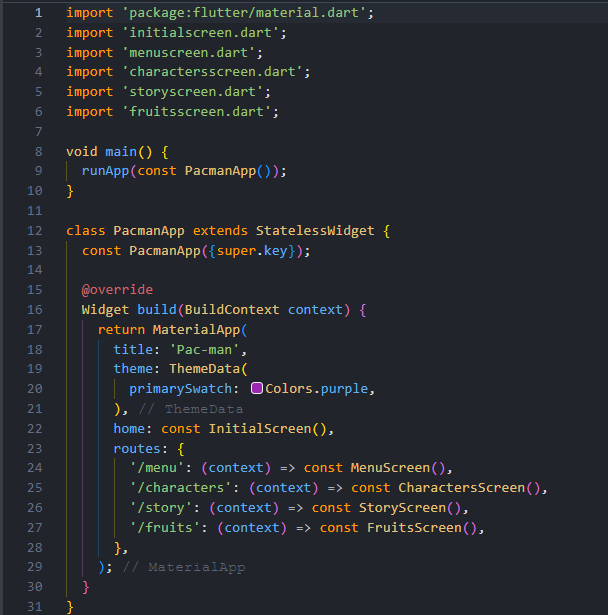 1 import 'package:flutter/material.dart';
2 import 'initialscreen.dart';
3 import 'menuscreen.dart';
4 import 'charactersscreen.dart';
5 import 'storyscreen.dart';
6 import 'fruitsscreen.dart';
7
8 void main() {
9   runApp(const PacmanApp());
10 }
11
12 class PacmanApp extends StatelessWidget {
13   const PacmanApp({super.key});
14
15   @override
16   Widget build(BuildContext context) {
17     return MaterialApp(
18       title: 'Pac-man',
19       theme: ThemeData(
20         primarySwatch: Colors.purple,
21       ), // ThemeData
22       home: const InitialScreen(),
23       routes: {
24         '/menu': (context) => const MenuScreen(),
25         '/characters': (context) => const CharactersScreen(),
26         '/story': (context) => const StoryScreen(),
27         '/fruits': (context) => const FruitsScreen(),
28       },
29     ); // MaterialApp
30   }
31 }